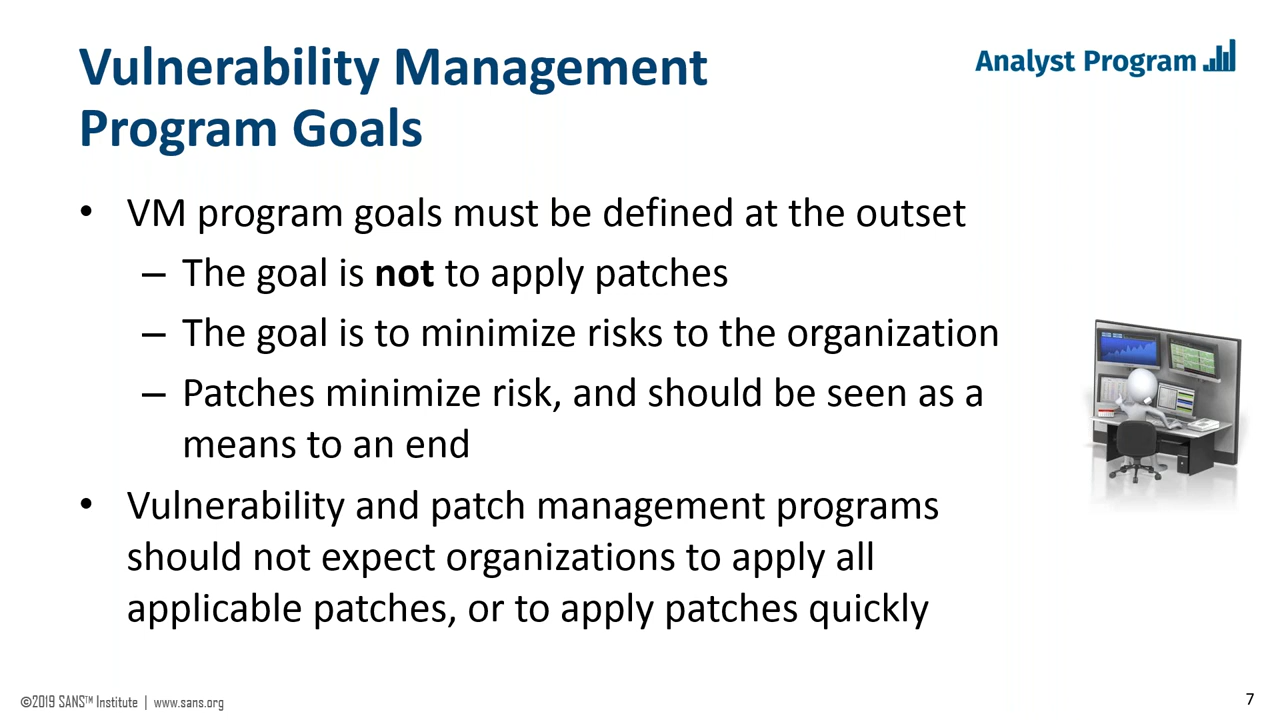 Vulnerability Management
Program Goals
Analyst Program
• VM program goals must be defined at the outset
– The goal is not to apply patches
– The goal is to minimize risks to the organization
– Patches minimize risk, and should be seen as a
means to an end
• Vulnerability and patch management programs
should not expect organizations to apply all
applicable patches, or to apply patches quickly
©2019 SANS™ Institute | www.sans.org
7